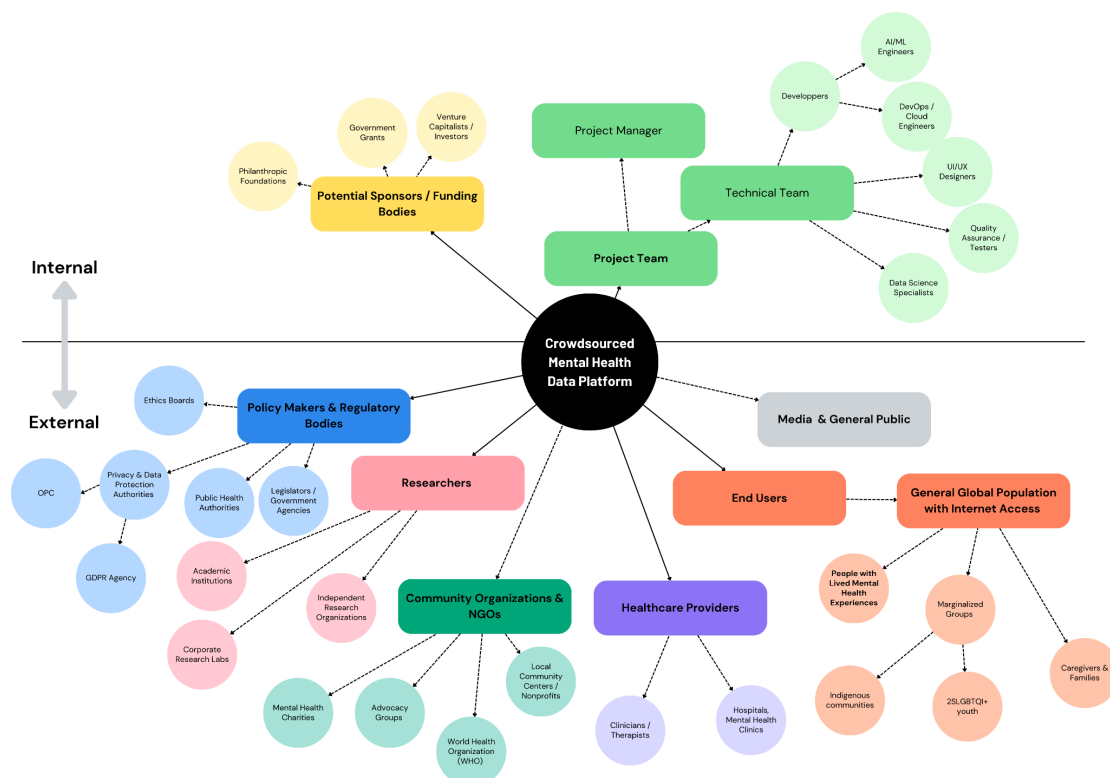 AI/ML
Engineers
Developpers
DevOps /
Cloud
Engineers
Venture
Capitalists /
Investors
Government
Grants
Philanthropic
Foundations
Potential Sponsors / Funding
Bodies
Project Manager
Technical Team
UI/UX
Designers
Quality
Assurance /
Testers
Data Science
Specialists
Project Team
Internal
External
Crowdsourced
Mental Health
Data Platform
Ethics Boards
Policy Makers & Regulatory
Bodies
Media & General Public
OPC
Privacy & Data
Protection
Authorities
Public Health
Authorities
Legislators /
Government
Agencies
GDPR Agency
Researchers
Academic
Institutions
Independent
Research
Organizations
Corporate
Research Labs
End Users
General Global Population
with Internet Access
People with
Lived Mental
Health
Experiences
Marginalized
Groups
Caregivers &
Families
Indigenous
communities
2SLGBTQI+
youth
Community Organizations &
NGOs
Healthcare Providers
Mental Health
Charities
Advocacy
Groups
World Health
Organization
(WHO)
Local
Community
Centers /
Nonprofits
Clinicians /
Therapists
Hospitals,
Mental Health
Clinics